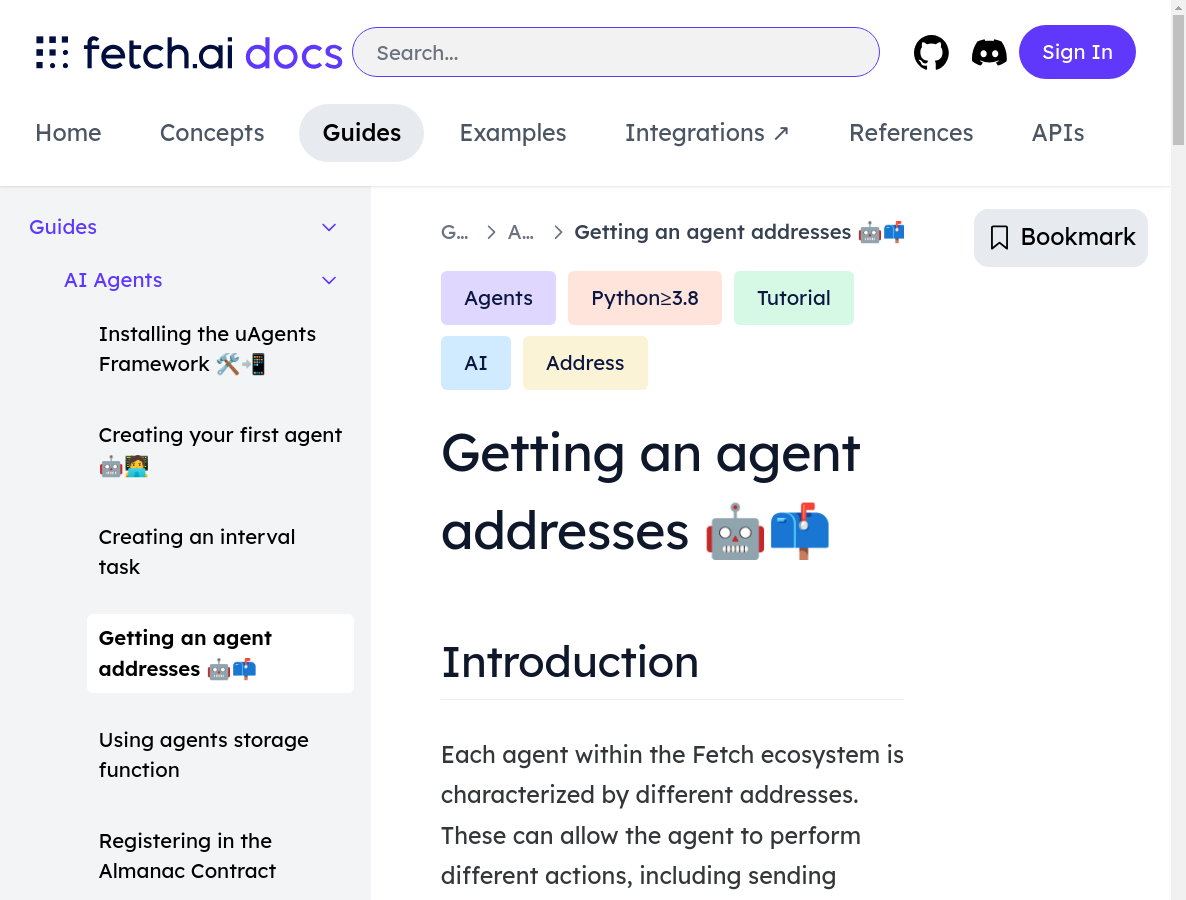 fetch.ai docs
Search...
Sign In
Home
Concepts
Guides
Examples
Integrations ↗
References
APIs
Guides
AI Agents
Installing the uAgents
Framework 🛠️📲
Creating your first agent
🤖🧑‍💻
Creating an interval
task
Getting an agent
addresses 🤖📫
Using agents storage
function
Registering in the
Almanac Contract
G... > A... > Getting an agent addresses 🤖📫
Bookmark
Agents
Python≥3.8
Tutorial
AI
Address
Getting an agent
addresses 🤖📫
Introduction
Each agent within the Fetch ecosystem is
characterized by different addresses.
These can allow the agent to perform
different actions, including sending